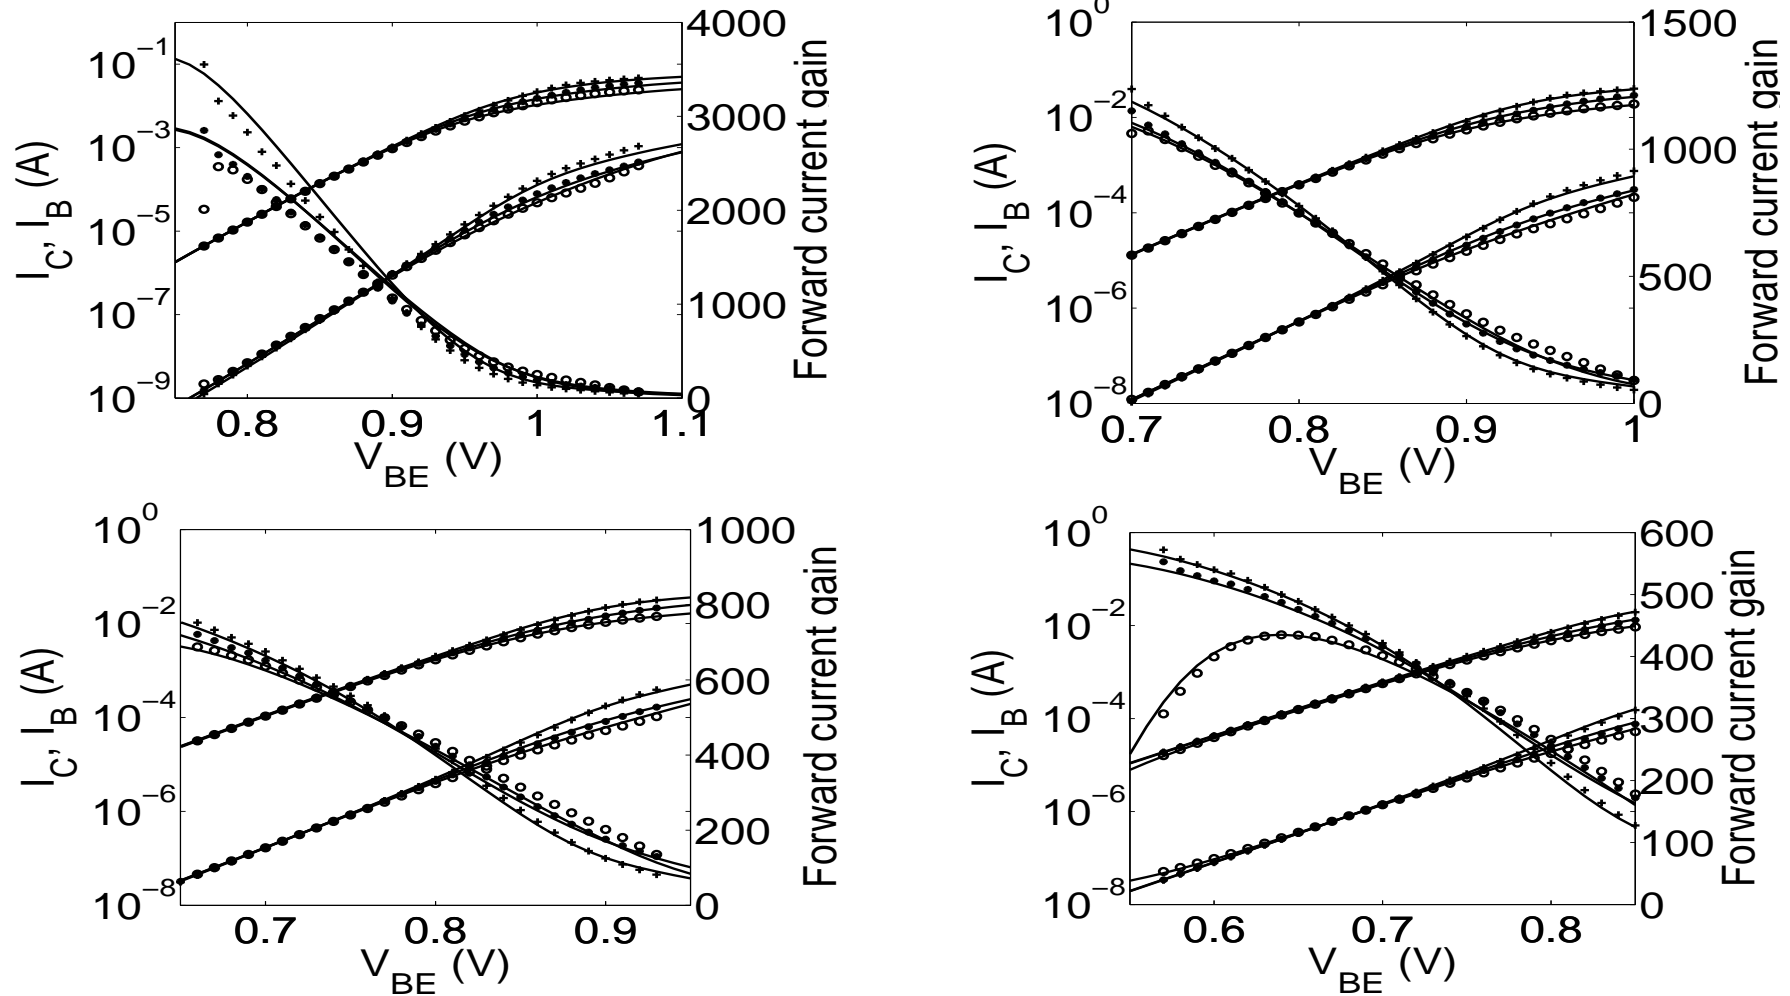 4000
3000
2000
1000
0
10^-1
10^-3
10^-5
10^-7
10^-9
0.8 0.9 1 1.1
V_BE (V)
I_C, I_B (A)
Forward current gain
1500
1000
500
0
10^0
10^-2
10^-4
10^-6
10^-8
0.7 0.8 0.9 1
V_BE (V)
I_C, I_B (A)
Forward current gain
1000
800
600
400
200
0
10^0
10^-2
10^-4
10^-6
10^-8
0.7 0.8 0.9
V_BE (V)
I_C, I_B (A)
Forward current gain
600
500
400
300
200
100
0
10^0
10^-2
10^-4
10^-6
10^-8
0.6 0.7 0.8
V_BE (V)
I_C, I_B (A)
Forward current gain